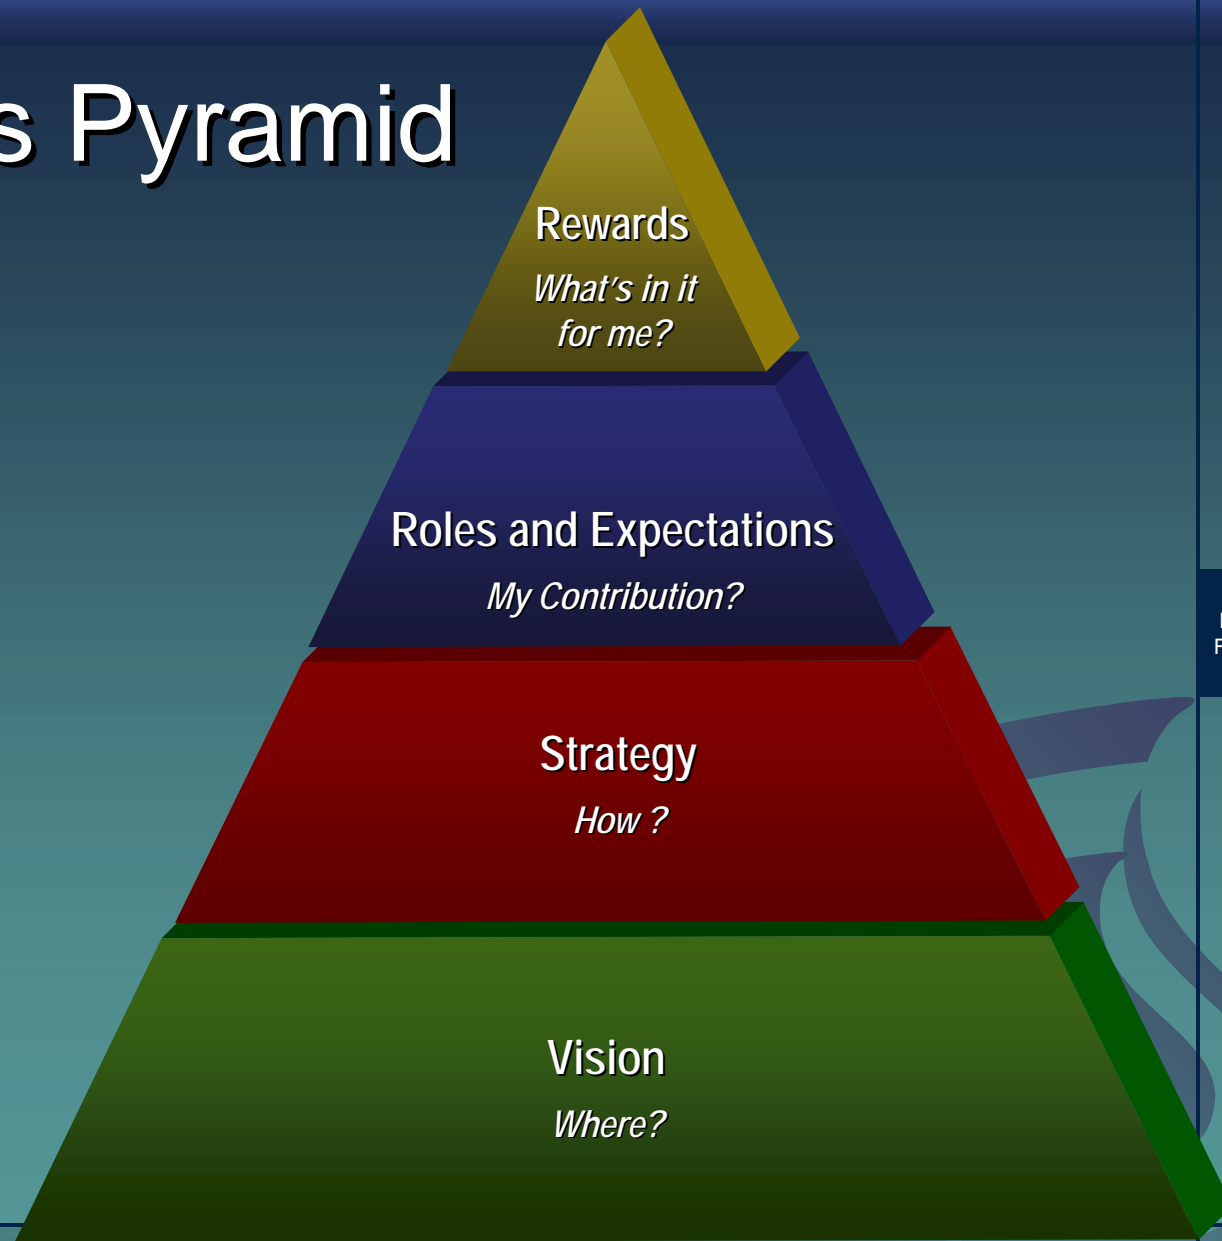 s Pyramid
Rewards
What's in it
for me?
Roles and Expectations
My Contribution?
Strategy
How ?
Vision
Where?